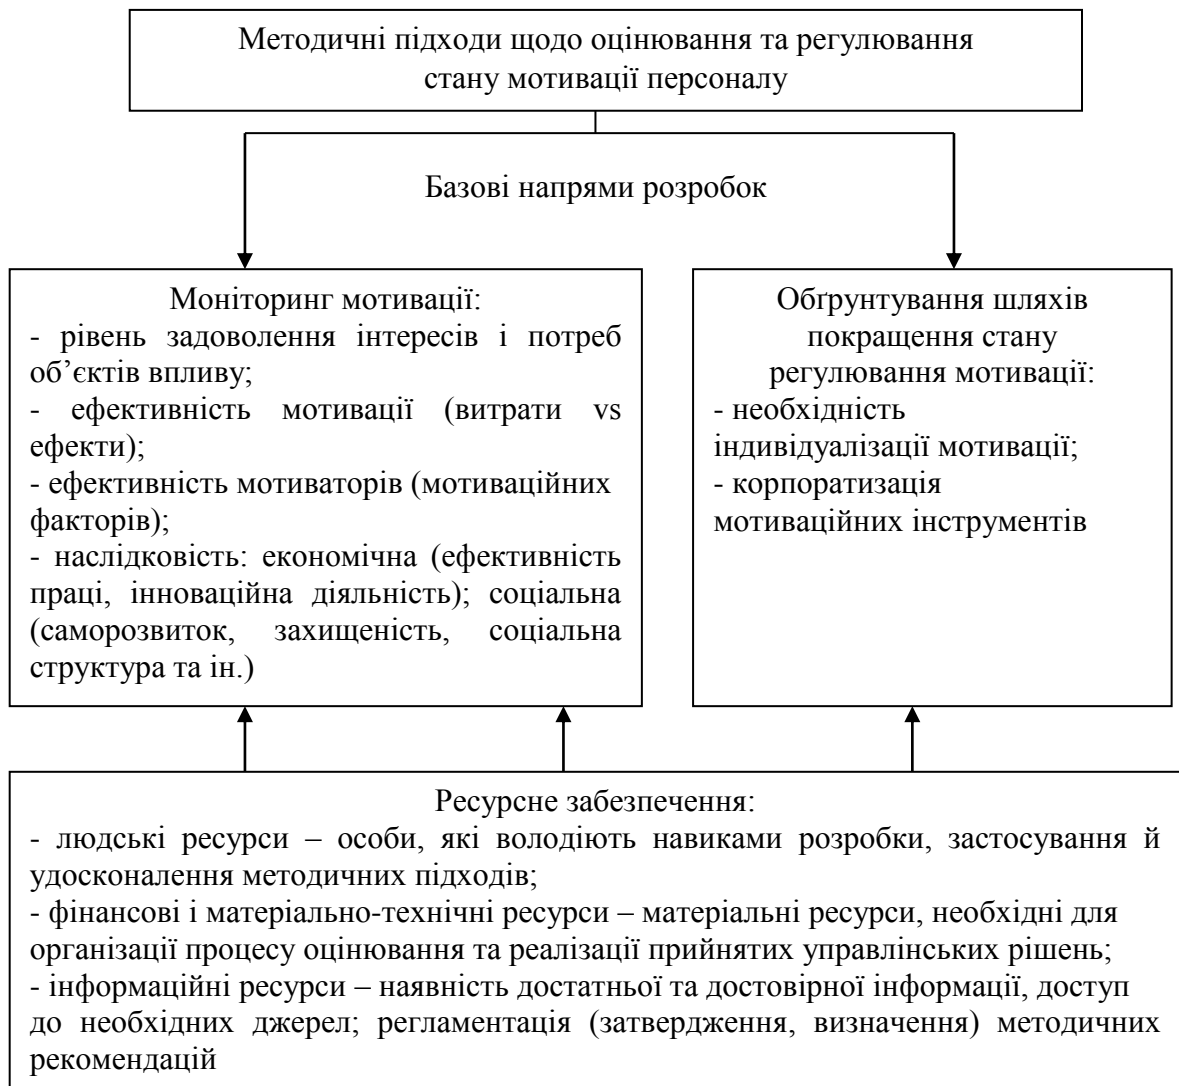 Методичні підходи щодо оцінювання та регулювання
стану мотивації персоналу
Базові напрями розробок
Моніторинг мотивації:
- рівень задоволення інтересів і потреб
об’єктів впливу;
- ефективність мотивації (витрати vs
ефекти);
- ефективність мотиваторів (мотиваційних
факторів);
- наслідковість: економічна (ефективність
праці, інноваційна діяльність); соціальна
(саморозвиток, захищеність, соціальна
структура та ін.)
Обґрунтування шляхів
покращення стану
регулювання мотивації:
- необхідність
індивідуалізації мотивації;
- корпоратизація
мотиваційних інструментів
Ресурсне забезпечення:
- людські ресурси – особи, які володіють навиками розробки, застосування й
удосконалення методичних підходів;
- фінансові і матеріально-технічні ресурси – матеріальні ресурси, необхідні для
організації процесу оцінювання та реалізації прийнятих управлінських рішень;
- інформаційні ресурси – наявність достатньої та достовірної інформації, доступ
до необхідних джерел; регламентація (затвердження, визначення) методичних
рекомендацій